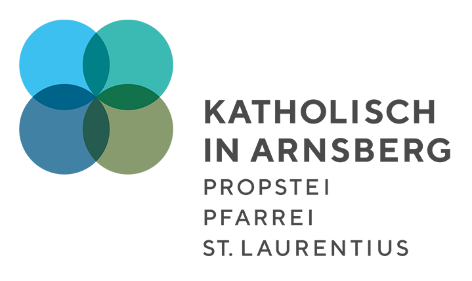 KATHOLISCH
IN ARNSBERG
PROPSTEI
PFARREI
ST. LAURENTIUS